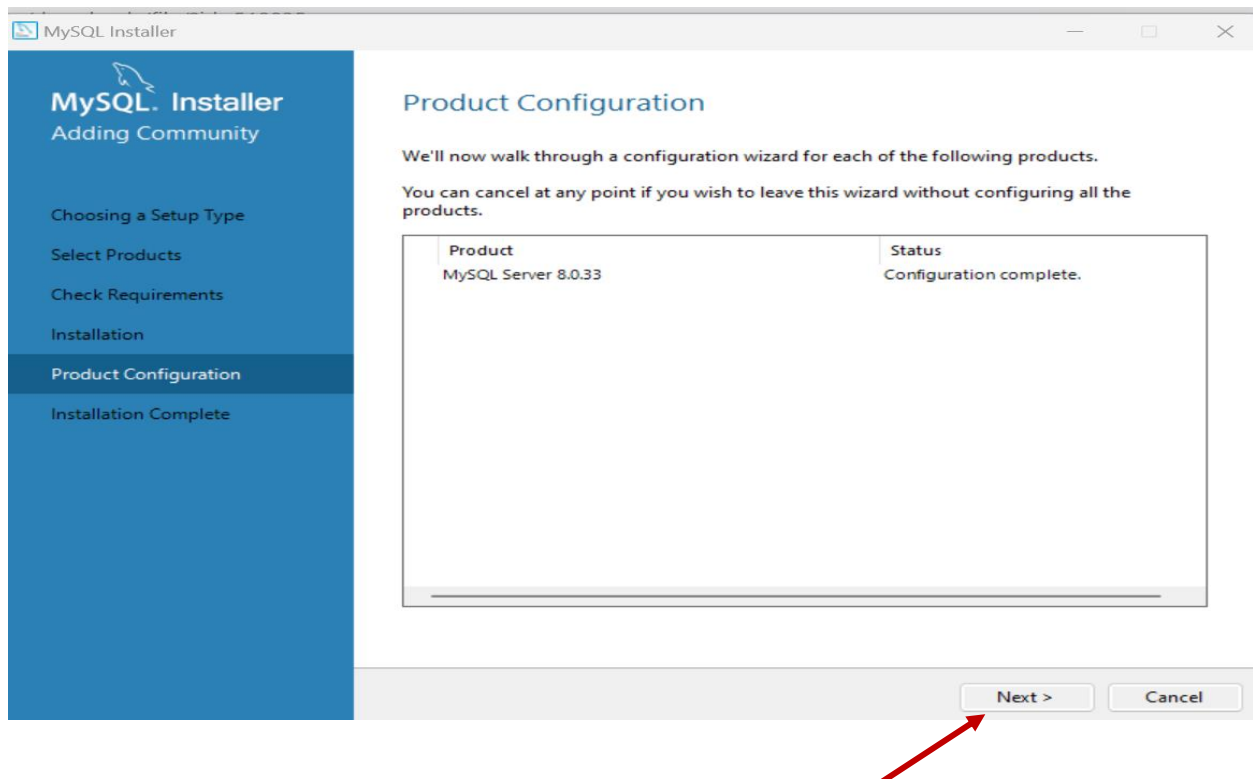 MySQL Installer
MySQL. Installer
Adding Community
Choosing a Setup Type
Select Products
Check Requirements
Installation
Product Configuration
Installation Complete
Product Configuration
We'll now walk through a configuration wizard for each of the following products.
You can cancel at any point if you wish to leave this wizard without configuring all the
products.
Product Status
MySQL Server 8.0.33 Configuration complete.
Next > Cancel